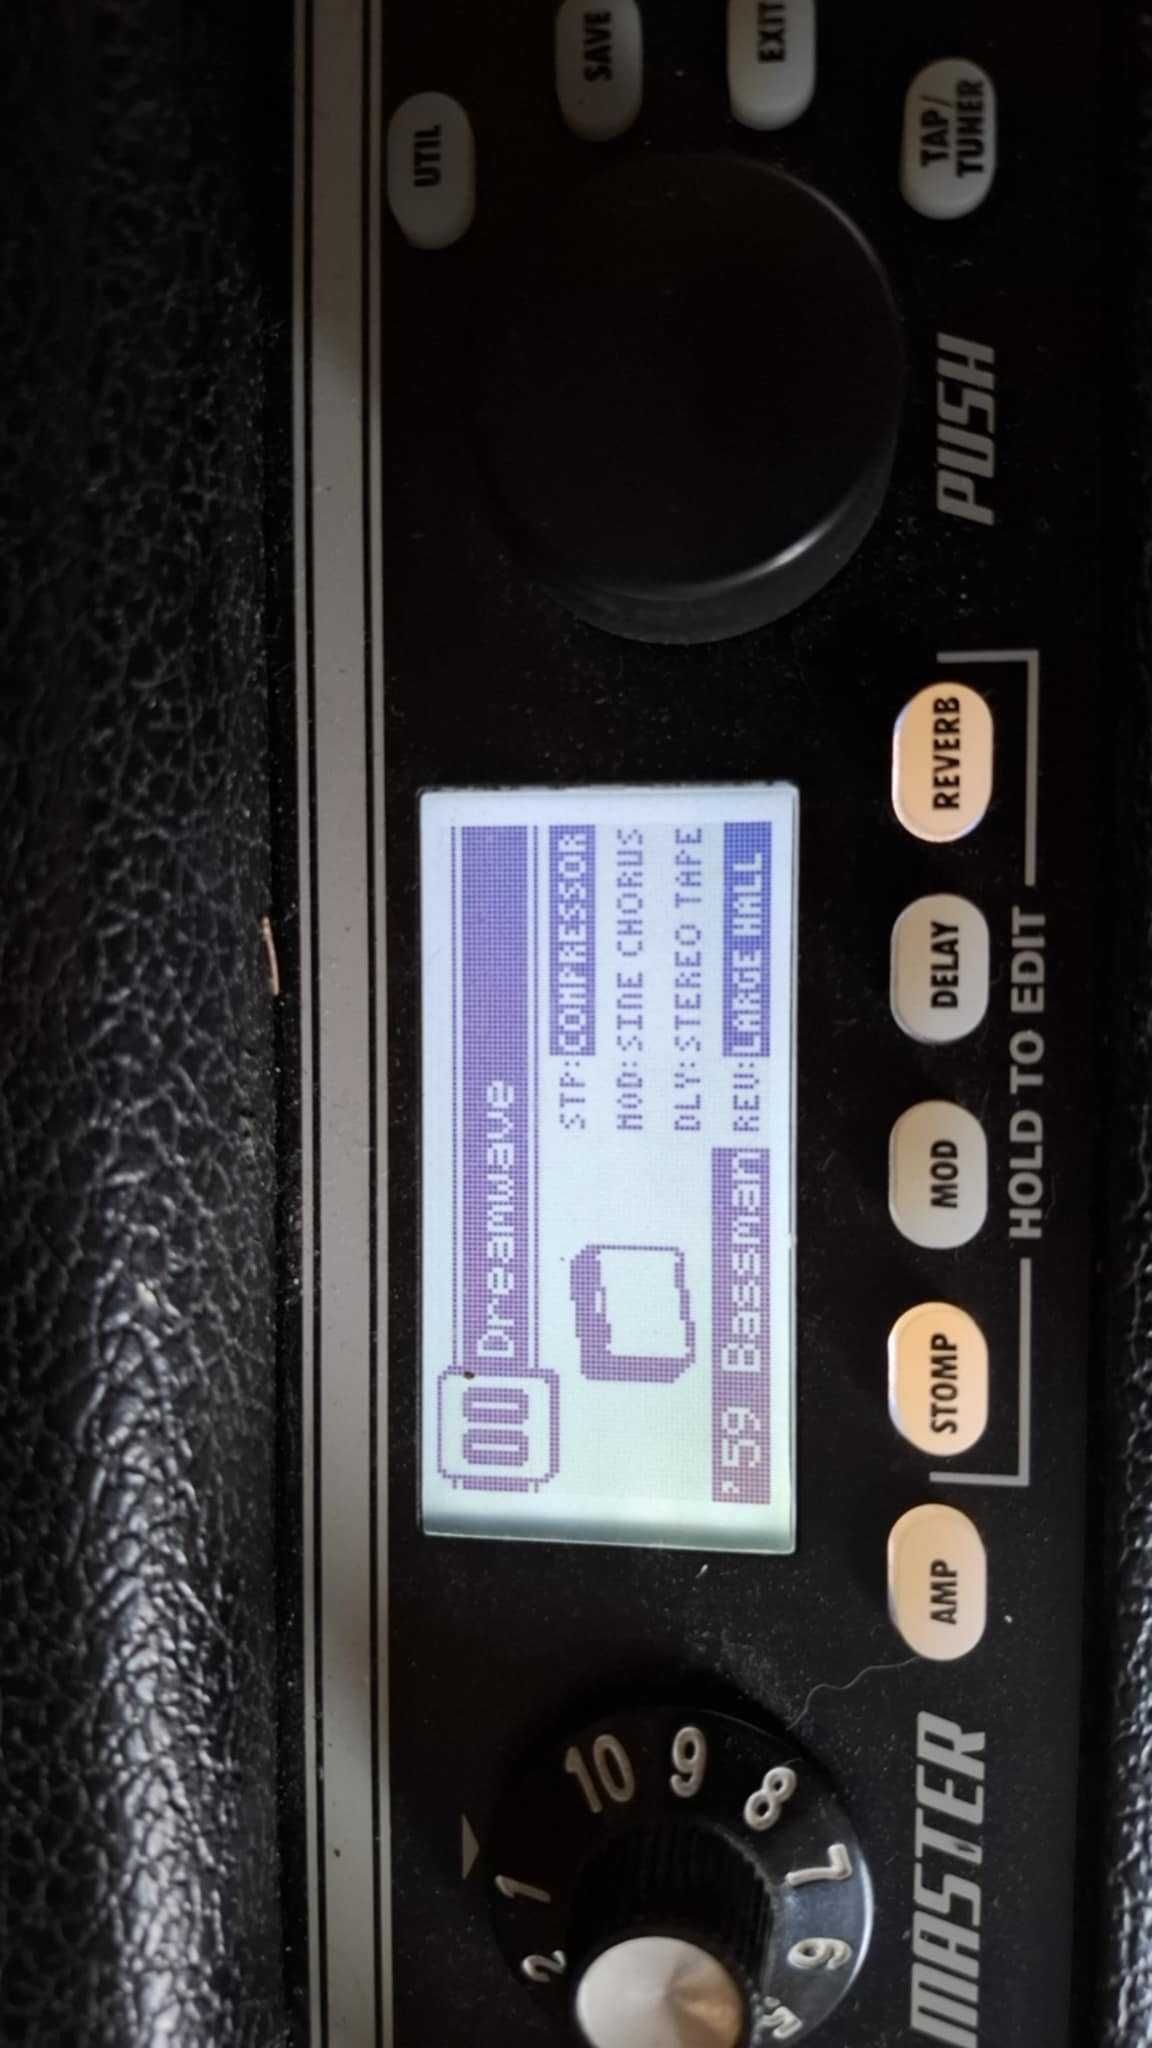 UTIL
SAVE
EXIT
TAP/
TUNER
PUSH
00 Dreamwave
STP:COMPRESSOR
MOD:SINE CHORUS
DLY:STEREO TAPE
REV:LARGE HALL
'59 Bassman
AMP
STOMP
MOD
DELAY
REVERB
HOLD TO EDIT
MASTER
2
1
10
9
8
7
6
5